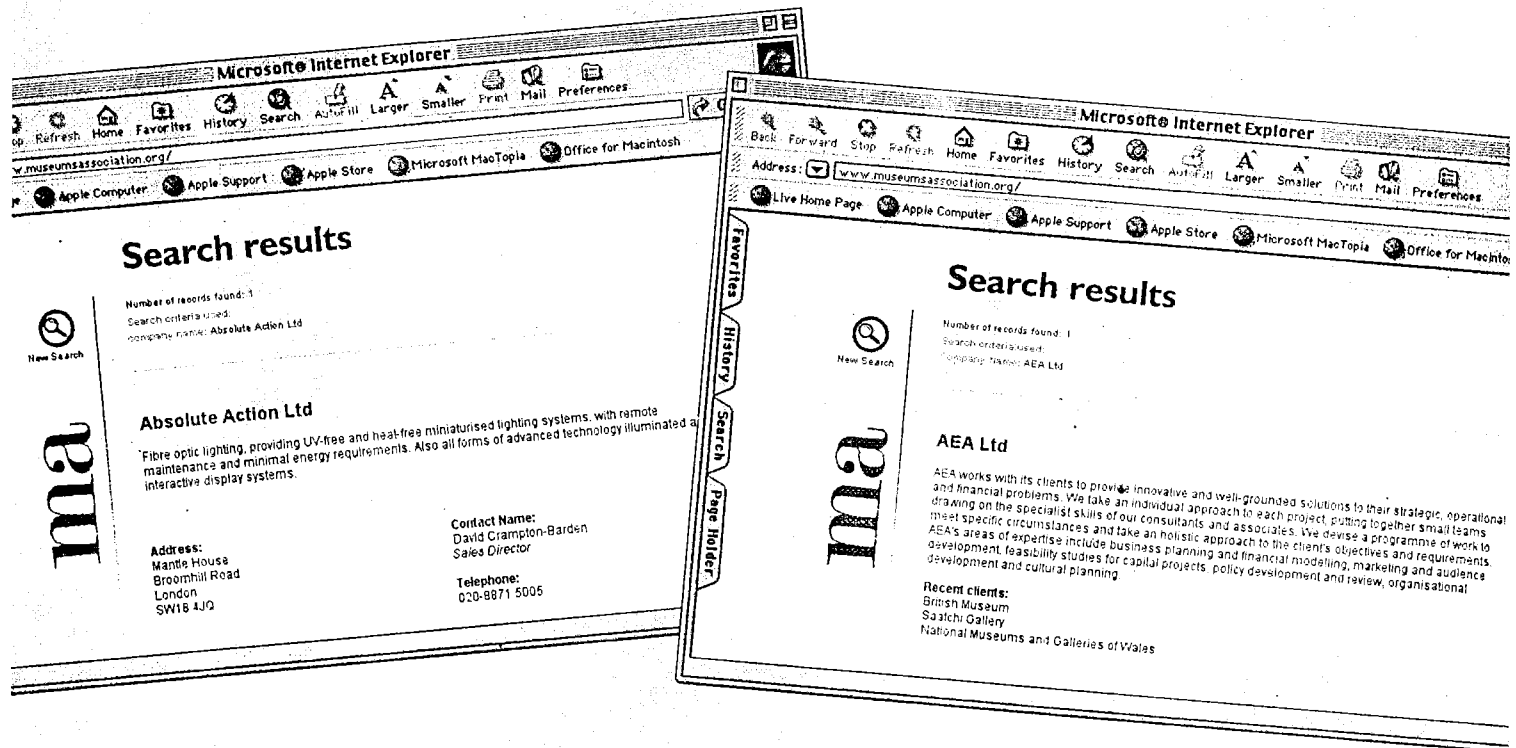 Microsoft® Internet Explorer
Refresh Home Favorites History Search AutoFill Larger Smaller Print Mail Preferences
w.museumsassociation.org/
Apple Computer Apple Support Apple Store Microsoft MacTopia Office for Macintosh
Search results
Number of records found: 1
Search criteria used:
company name: Absolute Action Ltd
New Search
ma
Absolute Action Ltd
Fibre optic lighting, providing UV-free and heat-free miniaturised lighting systems, with remote
maintenance and minimal energy requirements. Also all forms of advanced technology illuminated a
interactive display systems.
Address:
Mantle House
Broomhill Road
London
SW18 4JQ
Contact Name:
David Crampton-Barden
Sales Director
Telephone:
020-8871 5005
Microsoft® Internet Explorer
Back Forward Stop Refresh Home Favorites History Search AutoFill Larger Smaller Print Mail Preferences
Address: www.museumsassociation.org/
Live Home Page Apple Computer Apple Support Apple Store Microsoft MacTopia Office for Macinto
Favorites
History
Search
Page Holder
Search results
Number of records found: 1
Search criteria used:
Company Name: AEA Ltd
New Search
ma
AEA Ltd
AEA works with its clients to provide innovative and well-grounded solutions to their strategic, operational
and financial problems. We take an individual approach to each project, putting together small teams
drawing on the specialist skills of our consultants and associates. We devise a programme of work to
meet specific circumstances and take an holistic approach to the client's objectives and requirements.
AEA's areas of expertise include business planning and financial modelling, marketing and audience
development, feasibility studies for capital projects, policy development and review, organisational
development and cultural planning.
Recent clients:
British Museum
Saatchi Gallery
National Museums and Galleries of Wales